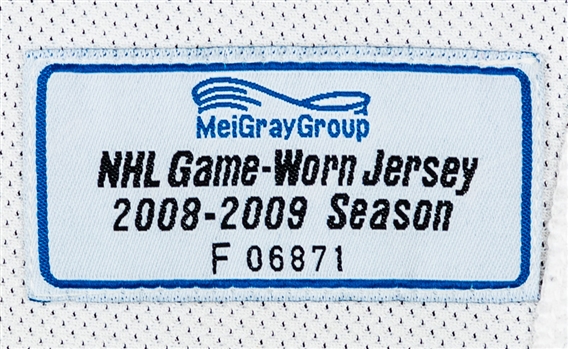 MeiGrayGroup
NHL Game-Worn Jersey
2008-2009 Season
F 06871